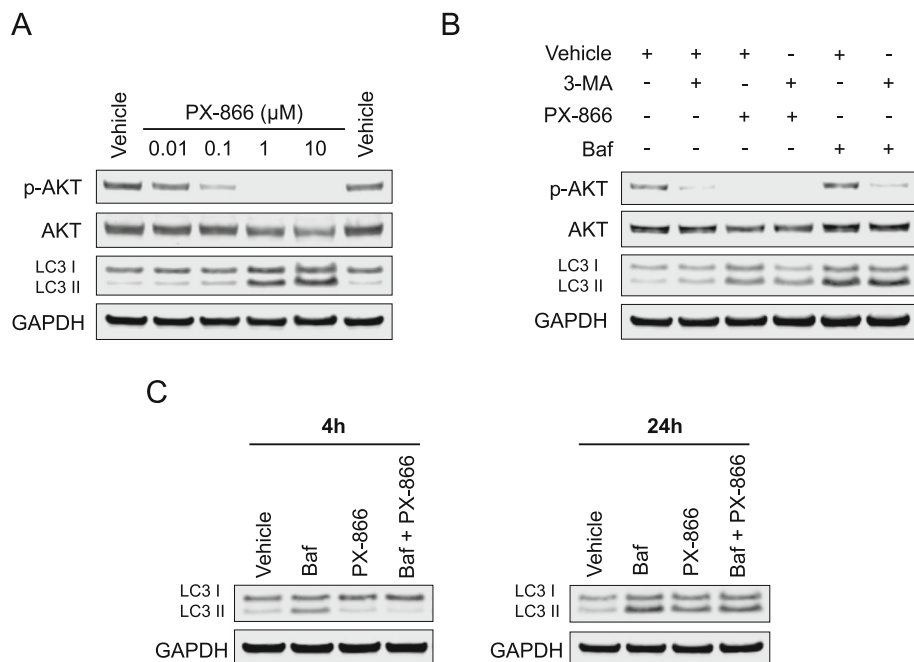 A
Vehicle
PX-866 (µM)
0.01 0.1 1 10
Vehicle
p-AKT
AKT
LC3 I
LC3 II
GAPDH
B
Vehicle + + + - + -
3-MA - + - + - +
PX-866 - - + + - -
Baf - - - - + +
p-AKT
AKT
LC3 I
LC3 II
GAPDH
C
4h
Vehicle
Baf
PX-866
Baf + PX-866
LC3 I
LC3 II
GAPDH
24h
Vehicle
Baf
PX-866
Baf + PX-866
LC3 I
LC3 II
GAPDH